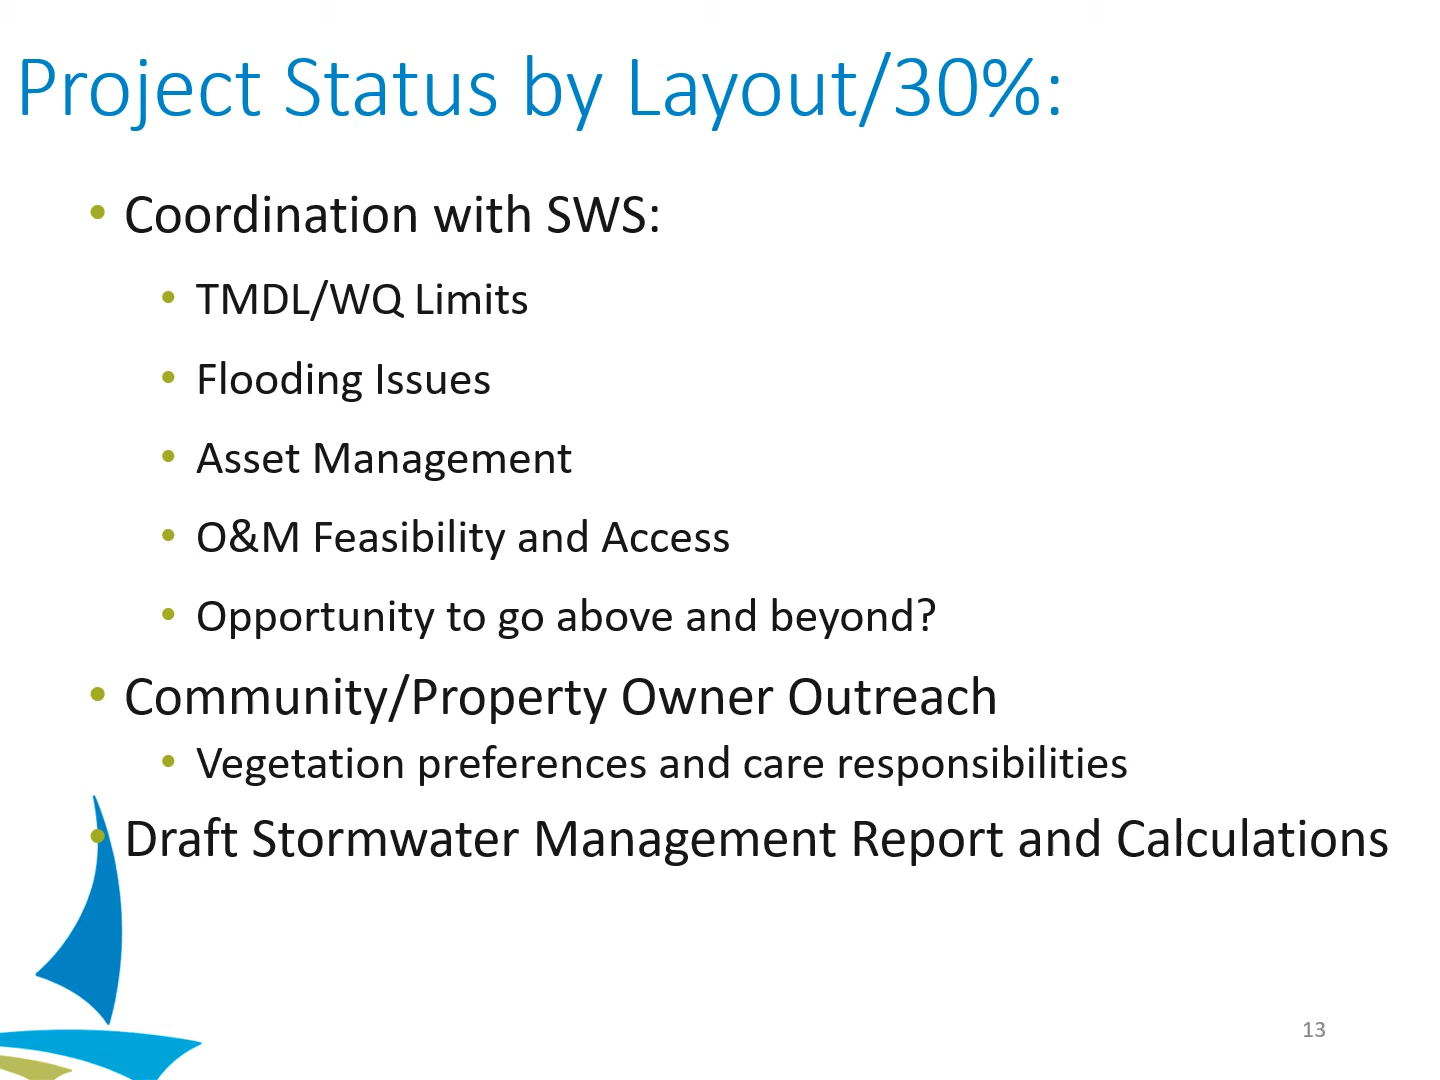 Project Status by Layout/30%:
• Coordination with SWS:
• TMDL/WQ Limits
• Flooding Issues
• Asset Management
• O&M Feasibility and Access
• Opportunity to go above and beyond?
• Community/Property Owner Outreach
• Vegetation preferences and care responsibilities
• Draft Stormwater Management Report and Calculations
13